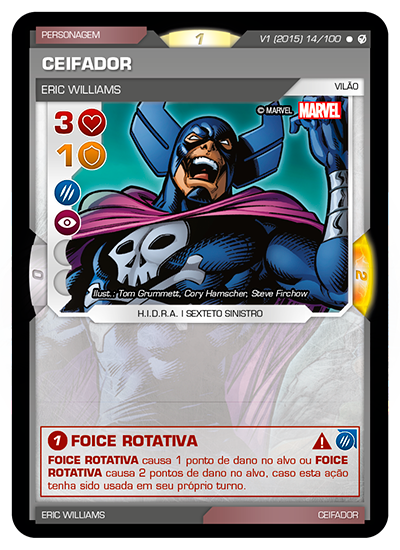 PERSONAGEM
1
V1 (2015) 14/100
CEIFADOR
ERIC WILLIAMS
VILÃO
3
© MARVEL MARVEL
1
0
2
Ilust.: Tom Grummett, Cory Hamscher, Steve Firchow
H.I.D.R.A. | SEXTETO SINISTRO
1 FOICE ROTATIVA
FOICE ROTATIVA causa 1 ponto de dano no alvo ou FOICE
ROTATIVA causa 2 pontos de dano no alvo, caso esta ação
tenha sido usada em seu próprio turno.
ERIC WILLIAMS
CEIFADOR